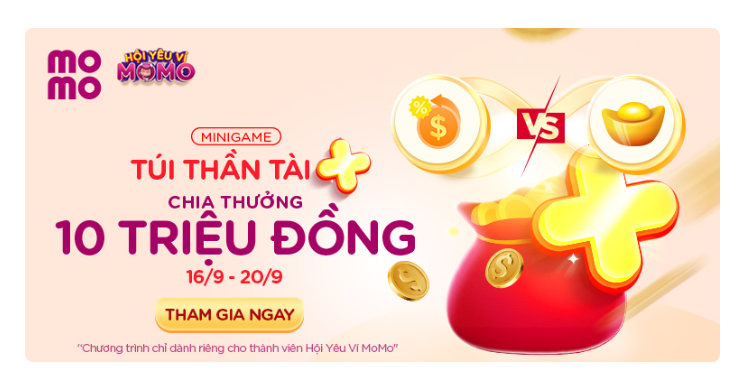 mo
mo
HỘI YÊU VÍ
MOMO
MINIGAME
TÚI THẦN TÀI +
CHIA THƯỞNG
10 TRIỆU ĐỒNG
16/9 - 20/9
THAM GIA NGAY
"Chương trình chỉ dành riêng cho thành viên Hội Yêu Ví MoMo"
%
$
VS
$
$